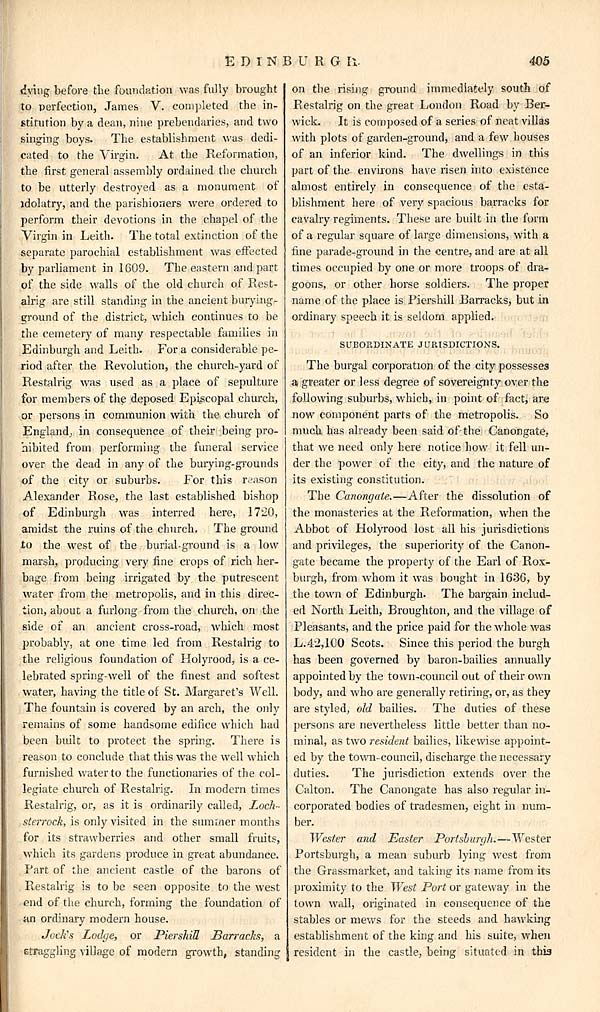 EDINBURGH.
405
dying before the foundation was fully brought
to perfection, James V. completed the in-
stitution by a dean, nine prebendaries, and two
singing boys. The establishment was dedi-
cated to the Virgin. At the Reformation,
the first general assembly ordained the church
to be utterly destroyed as a monument of
idolatry, and the parishioners were ordered to
perform their devotions in the chapel of the
Virgin in Leith. The total extinction of the
separate parochial establishment was effected
by parliament in 1609. The eastern and part
of the side walls of the old church of Rest-
alrig are still standing in the ancient burying-
ground of the district, which continues to be
the cemetery of many respectable families in
Edinburgh and Leith. For a considerable pe-
riod after the Revolution, the church-yard of
Restalrig was used as a place of sepulture
for members of the deposed Episcopal church,
or persons in communion with the church of
England, in consequence of their being pro-
hibited from performing the funeral service
over the dead in any of the burying-grounds
of the city or suburbs. For this reason
Alexander Rose, the last established bishop
of Edinburgh was interred here, 1720,
amidst the ruins of the church. The ground
to the west of the burial-ground is a low
marsh, producing very fine crops of rich her-
bage from being irrigated by the putrescent
water from the metropolis, and in this direc-
tion, about a furlong from the church, on the
side of an ancient cross-road, which most
probably, at one time led from Restalrig to
the religious foundation of Holyrood, is a ce-
lebrated spring-well of the finest and softest
water, having the title of St. Margaret's Well.
The fountain is covered by an arch, the only
remains of some handsome edifice which had
been built to protect the spring. There is
reason to conclude that this was the well which
furnished water to the functionaries of the col-
legiate church of Restalrig. In modern times
Restalrig, or, as it is ordinarily called, Loch-
sterrock, is only visited in the summer months
for its strawberries and other small fruits,
which its gardens produce in great abundance.
Part of the ancient castle of the barons of
Restalrig is to be seen opposite to the west
end of the church, forming the foundation of
an ordinary modern house.
Jock's Lodge, or Piershill Barracks, a
straggling village of modern growth, standing
on the rising ground immediately south of
Restalrig on the great London Road by Ber-
wick. It is composed of a series of neat villas
with plots of garden-ground, and a few houses
of an inferior kind. The dwellings in this
part of the environs have risen into existence
almost entirely in consequence of the esta-
blishment here of very spacious barracks for
cavalry regiments. These are built in the form
of a regular square of large dimensions, with a
fine parade-ground in the centre, and are at all
times occupied by one or more troops of dra-
goons, or other horse soldiers. The proper
name of the place is Piershill Barracks, but in
ordinary speech it is seldom applied.
SUBORDINATE JURISDICTIONS.
The burgal corporation of the city possesses
a greater or less degree of sovereignty over the
following suburbs, which, in point of fact, are
now component parts of the metropolis. So
much has already been said of the Canongate,
that we need only here notice how it fell un-
der the power of the city, and the nature of
its existing constitution.
The Canongate.—After the dissolution of
the monasteries at the Reformation, when the
Abbot of Holyrood lost all his jurisdictions
and privileges, the superiority of the Canon-
gate became the property of the Earl of Rox-
burgh, from whom it was bought in 1636, by
the town of Edinburgh. The bargain includ-
ed North Leith, Broughton, and the village of
Pleasants, and the price paid for the whole was
L.42,100 Scots. Since this period the burgh
has been governed by baron-bailies annually
appointed by the town-council out of their own
body, and who are generally retiring, or, as they
are styled, old bailies. The duties of these
persons are nevertheless little better than no-
minal, as two resident bailies, likewise appoint-
ed by the town-council, discharge the necessary
duties. The jurisdiction extends over the
Calton. The Canongate has also regular in-
corporated bodies of tradesmen, eight in num-
ber.
Wester and Easter Portsburgh.—Wester
Portsburgh, a mean suburb lying west from
the Grassmarket, and taking its name from its
proximity to the West Port or gateway in the
town wall, originated in consequence of the
stables or mews for the steeds and hawking
establishment of the king and his suite, when
resident in the castle, being situated in this